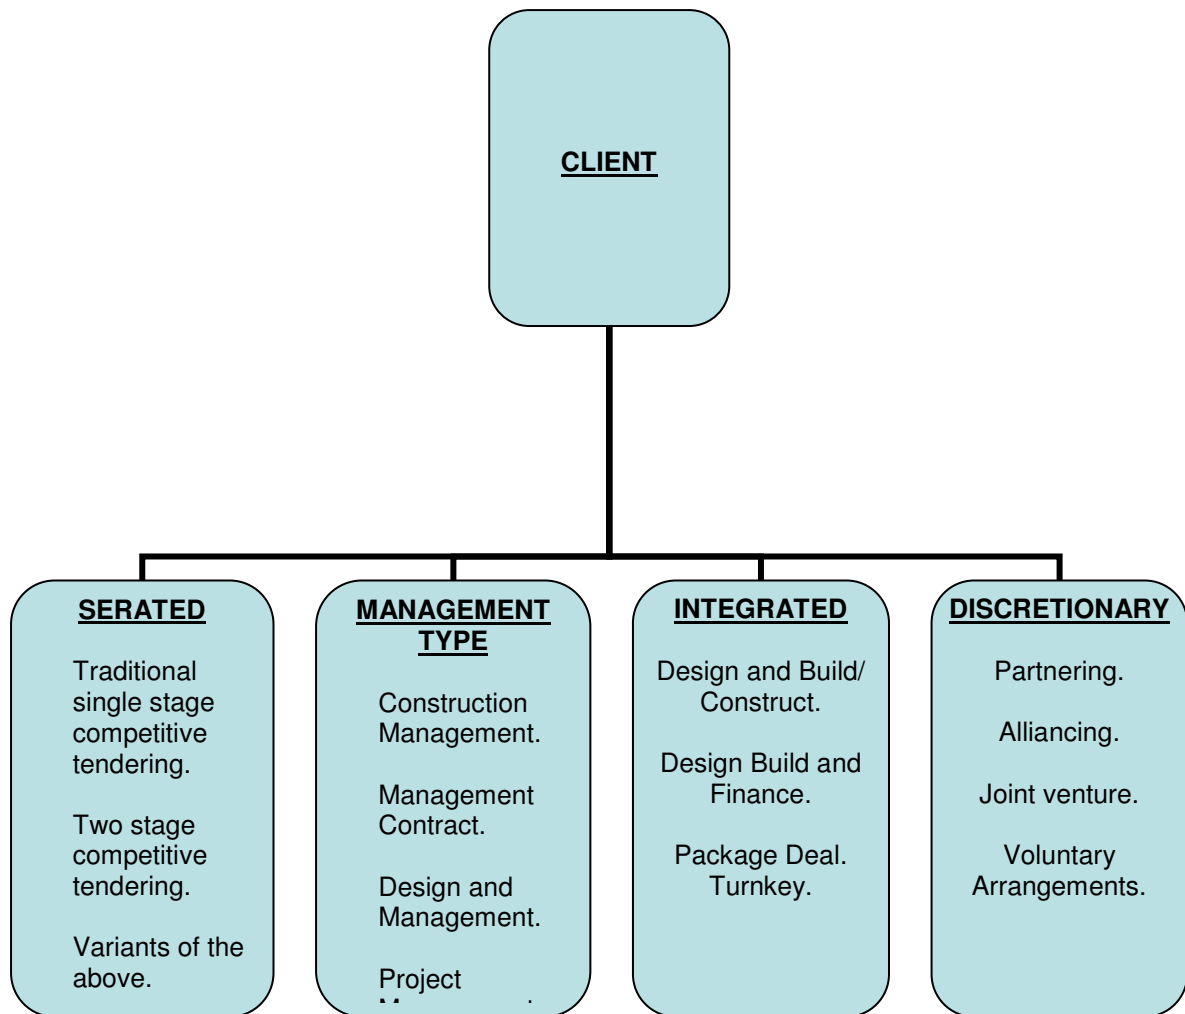 CLIENT
SERATED
Traditional
single stage
competitive
tendering.
Two stage
competitive
tendering.
Variants of the
above.
MANAGEMENT
TYPE
Construction
Management.
Management
Contract.
Design and
Management.
Project
INTEGRATED
Design and Build/
Construct.
Design Build and
Finance.
Package Deal.
Turnkey.
DISCRETIONARY
Partnering.
Alliancing.
Joint venture.
Voluntary
Arrangements.